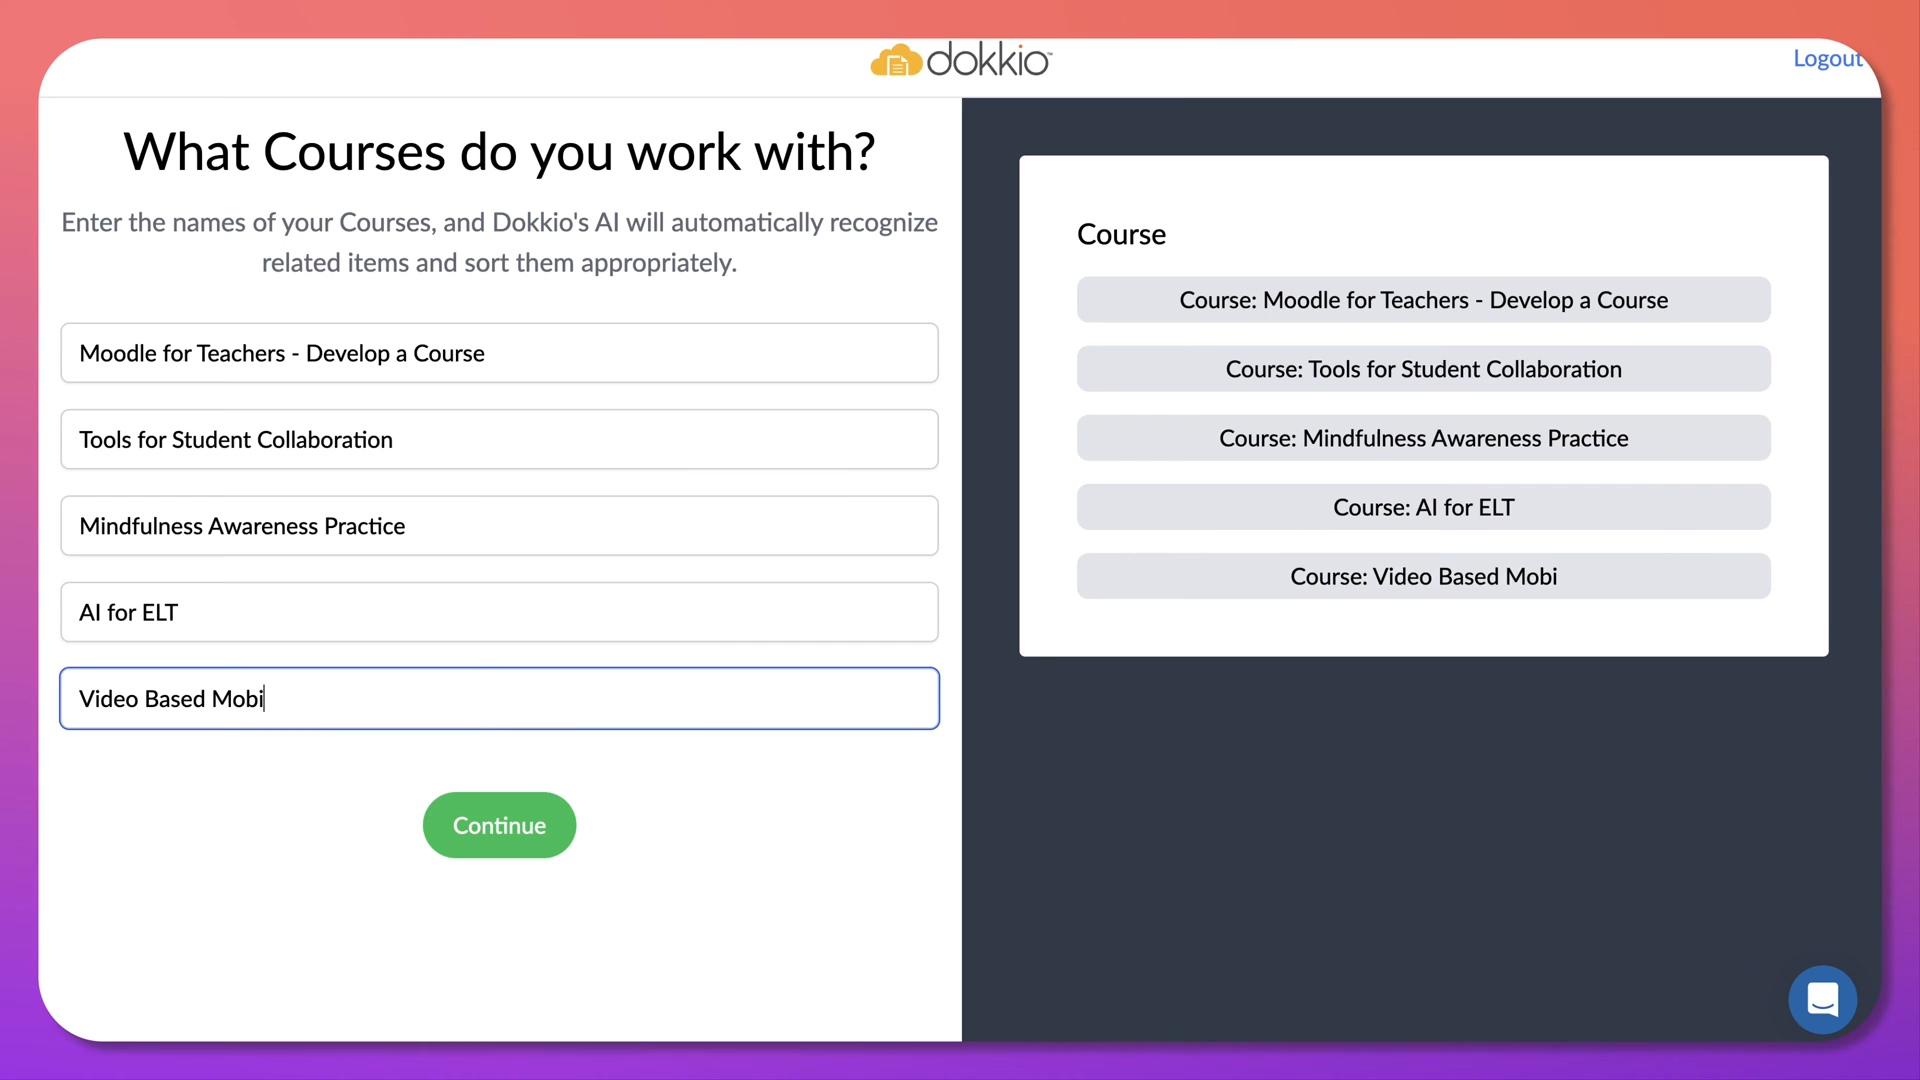 dokkio™
Logout
What Courses do you work with?
Enter the names of your Courses, and Dokkio's AI will automatically recognize
related items and sort them appropriately.
Moodle for Teachers - Develop a Course
Tools for Student Collaboration
Mindfulness Awareness Practice
AI for ELT
Video Based Mobi
Continue
Course
Course: Moodle for Teachers - Develop a Course
Course: Tools for Student Collaboration
Course: Mindfulness Awareness Practice
Course: AI for ELT
Course: Video Based Mobi